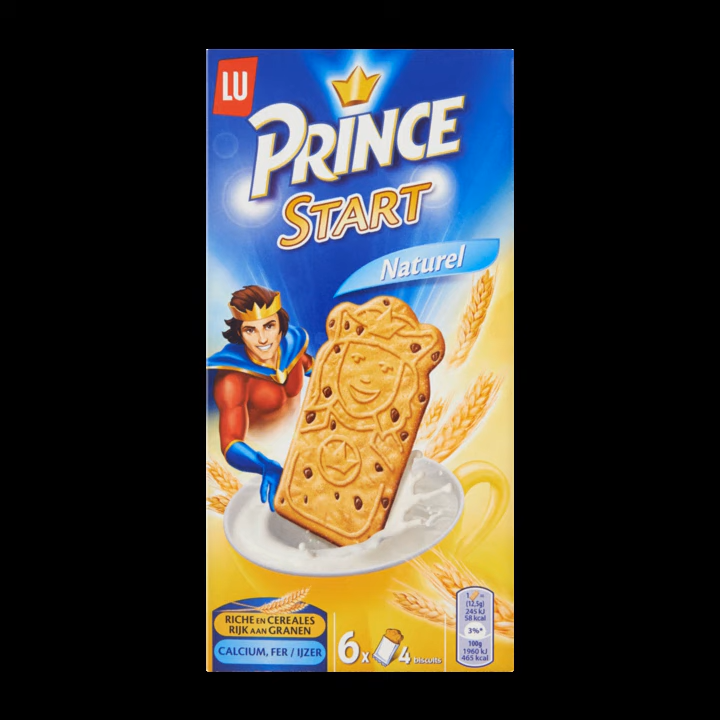 LU
PRINCE
START
Naturel
RICHE EN CEREALES
RIJK AAN GRANEN
CALCIUM, FER / IJZER
6x 4 BISCUITS
(12,5g)
245 kJ
58 kcal
3%*
100g
1960 kJ
465 kcal